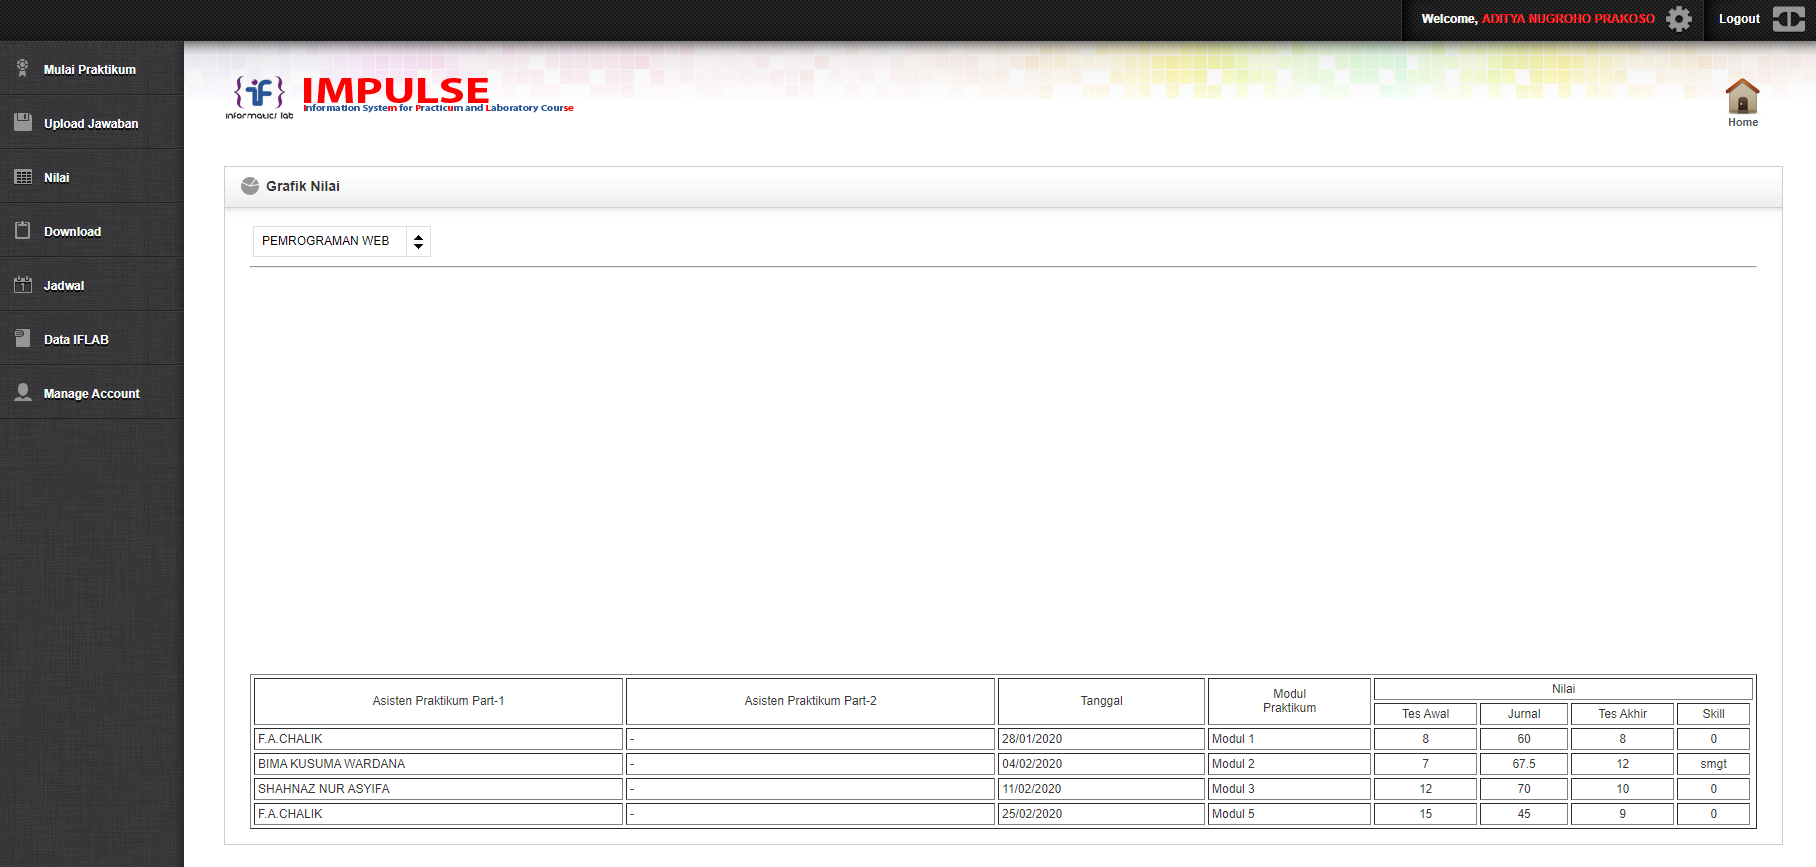 Welcome, ADITYA NUGROHO PRAKOSO
Logout
Mulai Praktikum
Upload Jawaban
Nilai
Download
Jadwal
Data IFLAB
Manage Account
{iF}
informatics lab
IMPULSE
Information System for Practicum and Laboratory Course
Home
Grafik Nilai
PEMROGRAMAN WEB
Asisten Praktikum Part-1 Asisten Praktikum Part-2 Tanggal Modul Praktikum Nilai
Tes Awal Jurnal Tes Akhir Skill
F.A.CHALIK - 28/01/2020 Modul 1 8 60 8 0
BIMA KUSUMA WARDANA - 04/02/2020 Modul 2 7 67.5 12 smgt
SHAHNAZ NUR ASYIFA - 11/02/2020 Modul 3 12 70 10 0
F.A.CHALIK - 25/02/2020 Modul 5 15 45 9 0